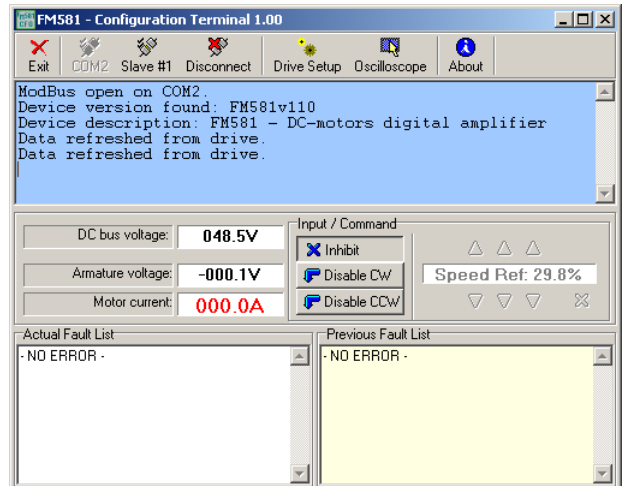 FM581 - Configuration Terminal 1.00
Exit COM2 Slave #1 Disconnect Drive Setup Oscilloscope About
ModBus open on COM2.
Device version found: FM581v110
Device description: FM581 - DC-motors digital amplifier
Data refreshed from drive.
Data refreshed from drive.
DC bus voltage: 048.5V
Armature voltage: -000.1V
Motor current: 000.0A
Input / Command
Inhibit
Disable CW
Disable CCW
Speed Ref: 29.8%
Actual Fault List
- NO ERROR -
Previous Fault List
- NO ERROR -